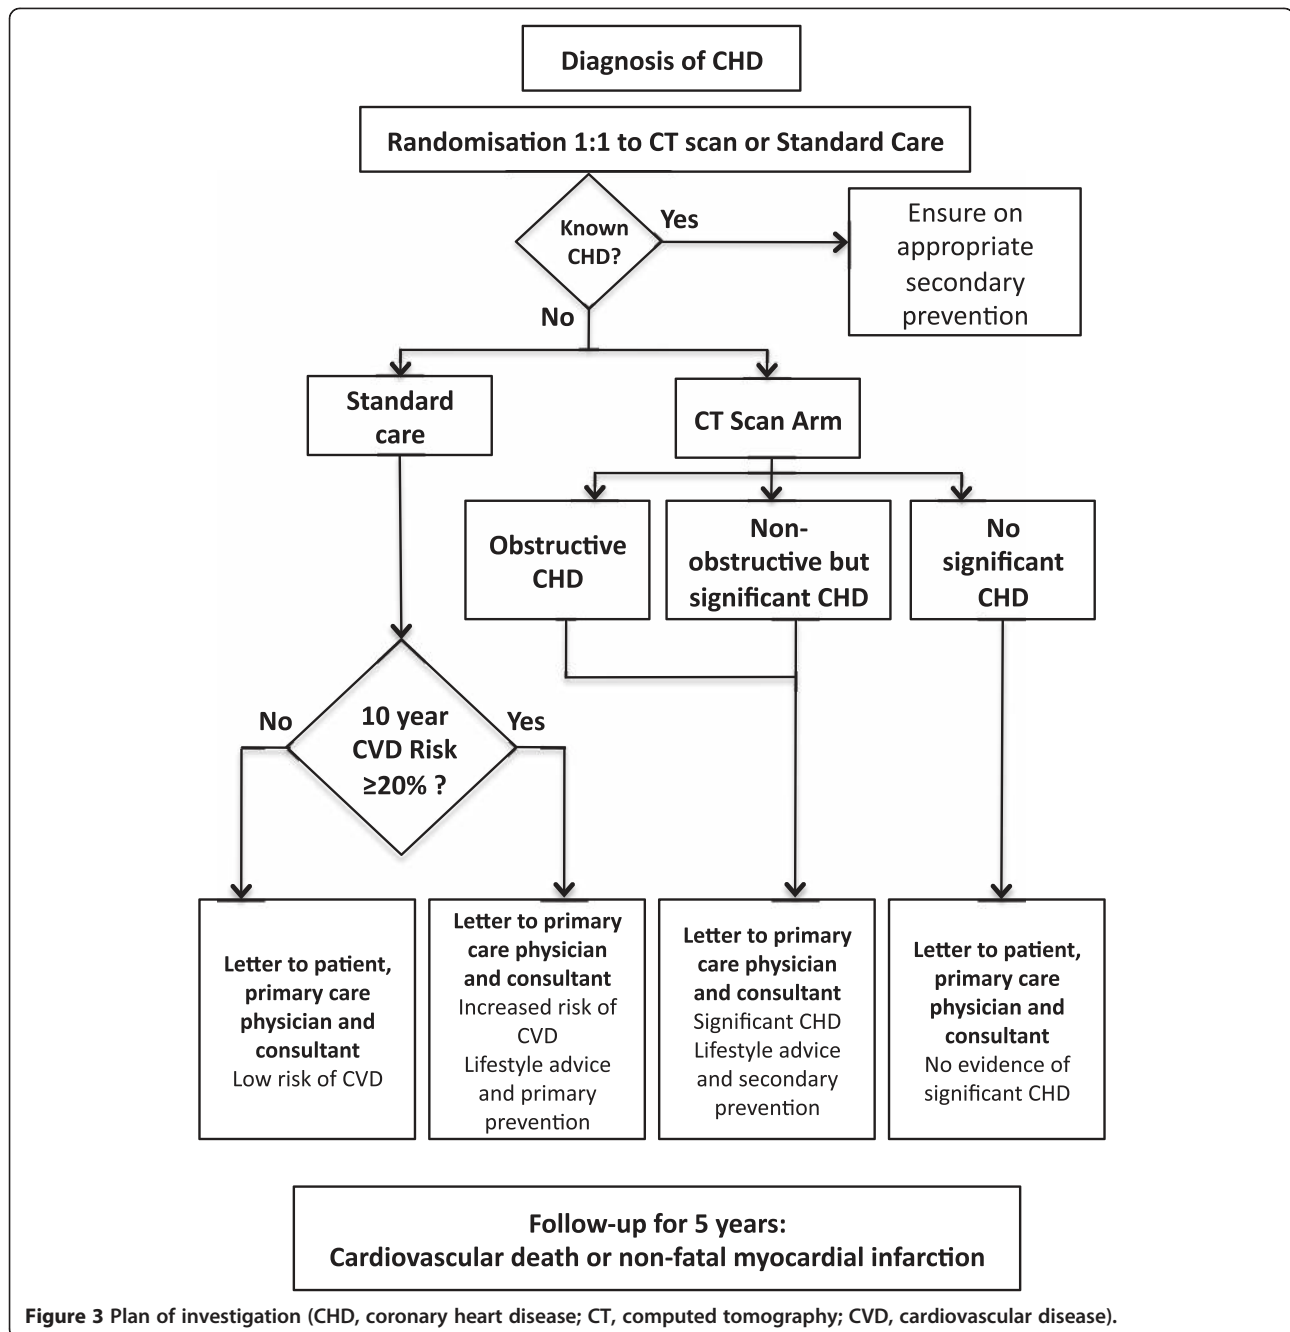 Diagnosis of CHD
Randomisation 1:1 to CT scan or Standard Care
Known
CHD?
Yes
Ensure on
appropriate
secondary
prevention
No
Standard
care
CT Scan Arm
Obstructive
CHD
Non-
obstructive but
significant CHD
No
significant
CHD
No
10 year
CVD Risk
≥20% ?
Yes
Letter to patient,
primary care
physician and
consultant
Low risk of CVD
Letter to primary
care physician
and consultant
Increased risk of
CVD
Lifestyle advice
and primary
prevention
Letter to primary
care physician
and consultant
Significant CHD
Lifestyle advice
and secondary
prevention
Letter to patient,
primary care
physician and
consultant
No evidence of
significant CHD
Follow-up for 5 years:
Cardiovascular death or non-fatal myocardial infarction
Figure 3 Plan of investigation (CHD, coronary heart disease; CT, computed tomography; CVD, cardiovascular disease).